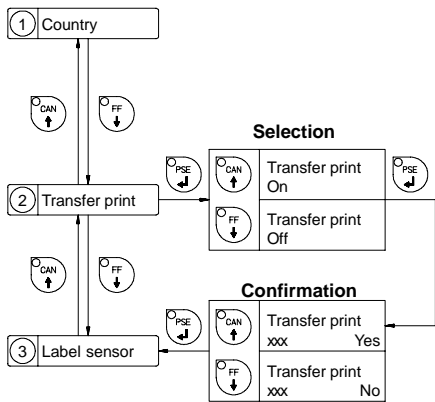 1 Country
CAN FF
Selection
PSE CAN Transfer print On PSE
2 Transfer print
FF Transfer print Off
CAN FF
Confirmation
PSE CAN Transfer print xxx Yes
3 Label sensor
FF Transfer print xxx No